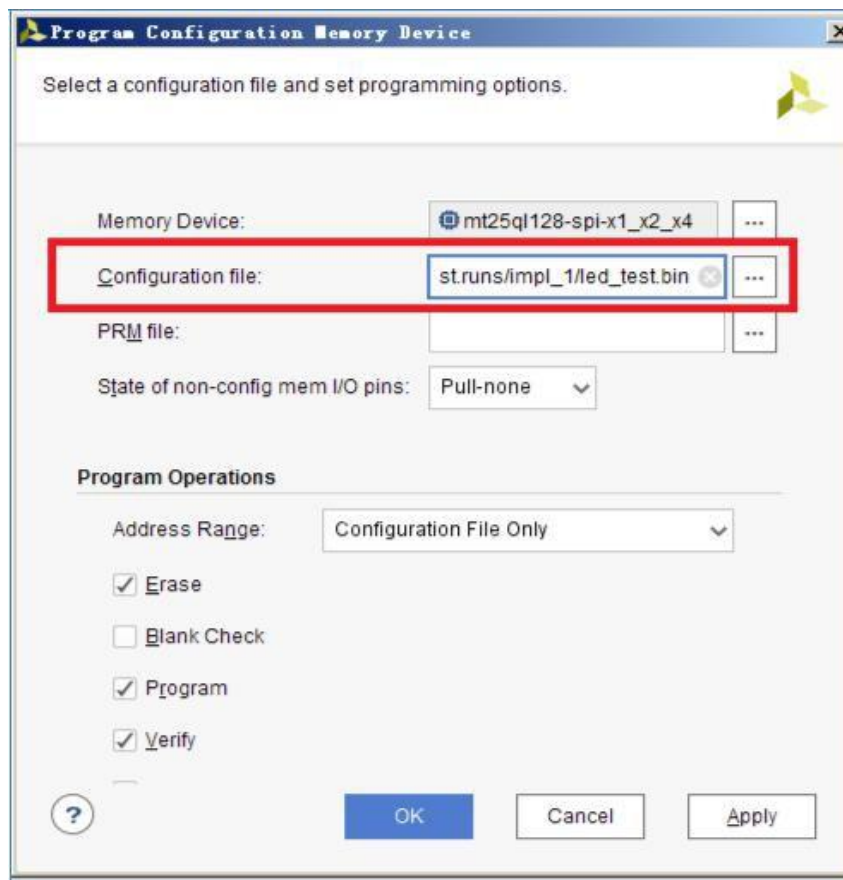 Program Configuration Memory Device
Select a configuration file and set programming options.
Memory Device: mt25ql128-spi-x1_x2_x4 ...
Configuration file: st.runs/impl_1/led_test.bin ...
PRM file: ...
State of non-config mem I/O pins: Pull-none
Program Operations
Address Range: Configuration File Only
Erase
Blank Check
Program
Verify
? OK Cancel Apply